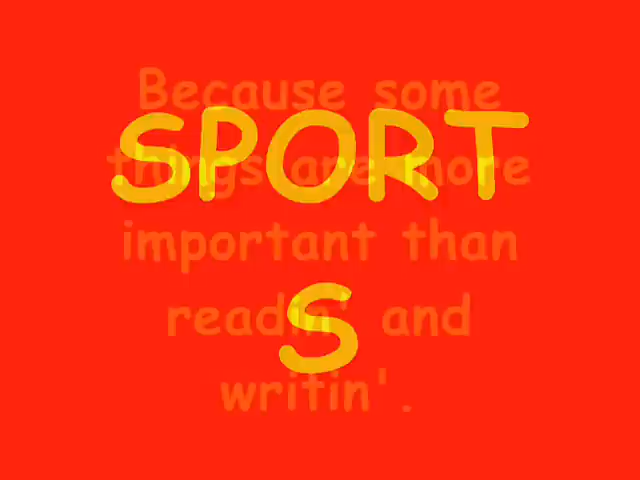 Because some
SPORT
things are more
important than
S
readin' and
writin'.